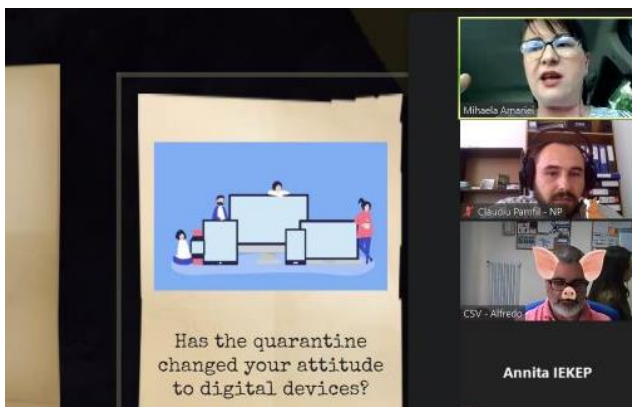 Has the quarantine
changed your attitude
to digital devices?
Mihaela Amariei
Claudiu Pamfil - NP
CSV - Alfredo
Annita IEKEP